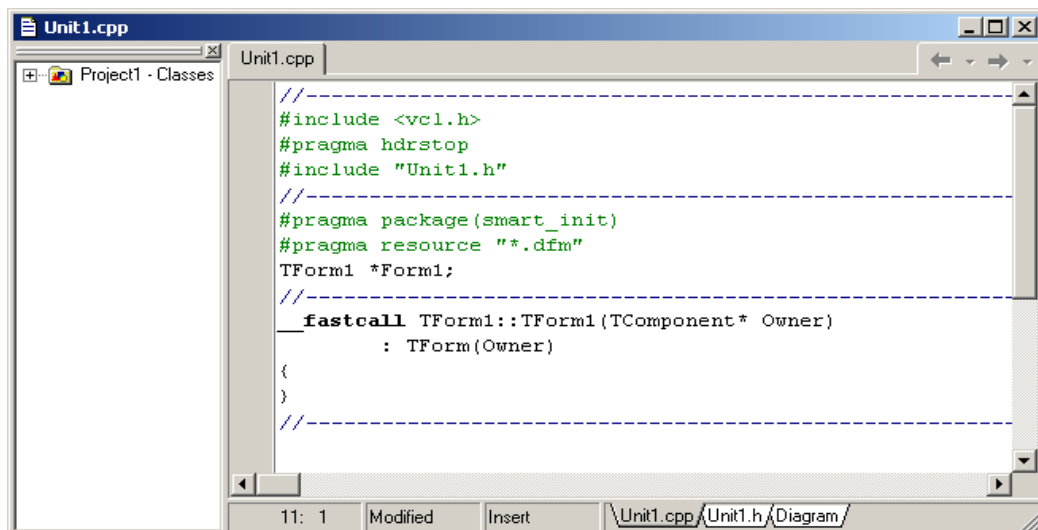 Unit1.cpp
Project1 - Classes
Unit1.cpp
//---------------------------------------------------------
#include <vcl.h>
#pragma hdrstop
#include "Unit1.h"
//---------------------------------------------------------
#pragma package(smart_init)
#pragma resource "*.dfm"
TForm1 *Form1;
//---------------------------------------------------------
__fastcall TForm1::TForm1(TComponent* Owner)
        : TForm(Owner)
{
}
//---------------------------------------------------------
11: 1 Modified Insert \Unit1.cpp/Unit1.h/Diagram/